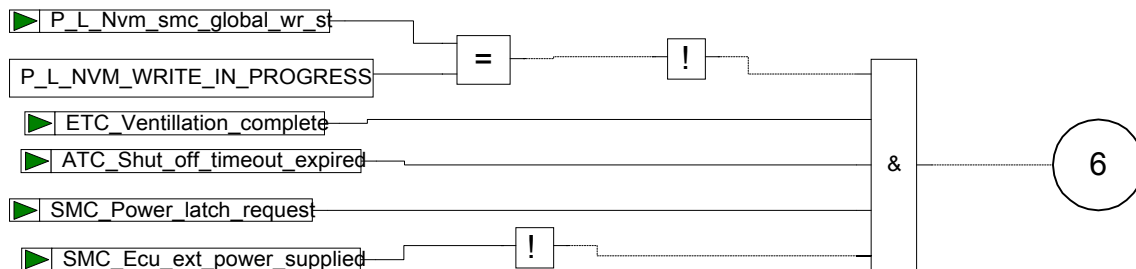 P_L_Nvm_smc_global_wr_st
=
!
P_L_NVM_WRITE_IN_PROGRESS
ETC_Ventillation_complete
ATC_Shut_off_timeout_expired
&
6
SMC_Power_latch_request
SMC_Ecu_ext_power_supplied
!